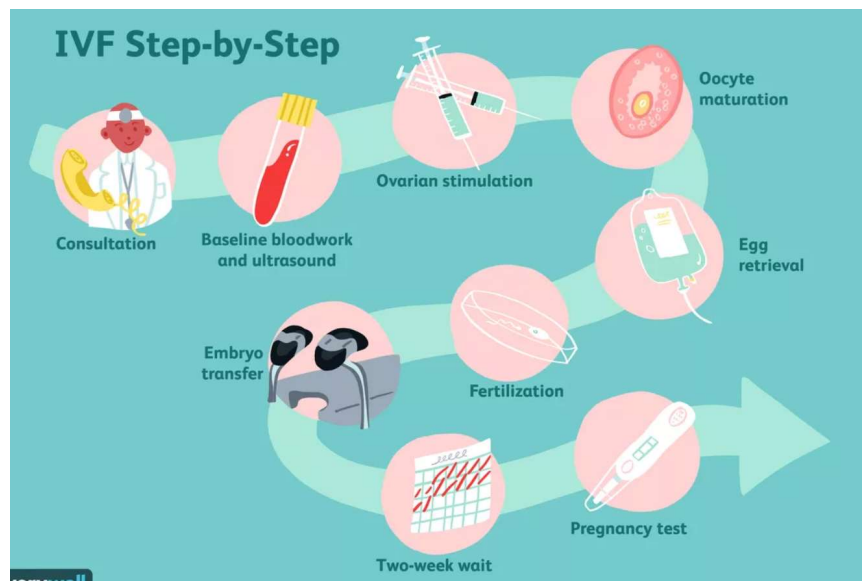 IVF Step-by-Step
Consultation
Baseline bloodwork
and ultrasound
Ovarian stimulation
Oocyte
maturation
Egg
retrieval
Fertilization
Embryo
transfer
Two-week wait
Pregnancy test